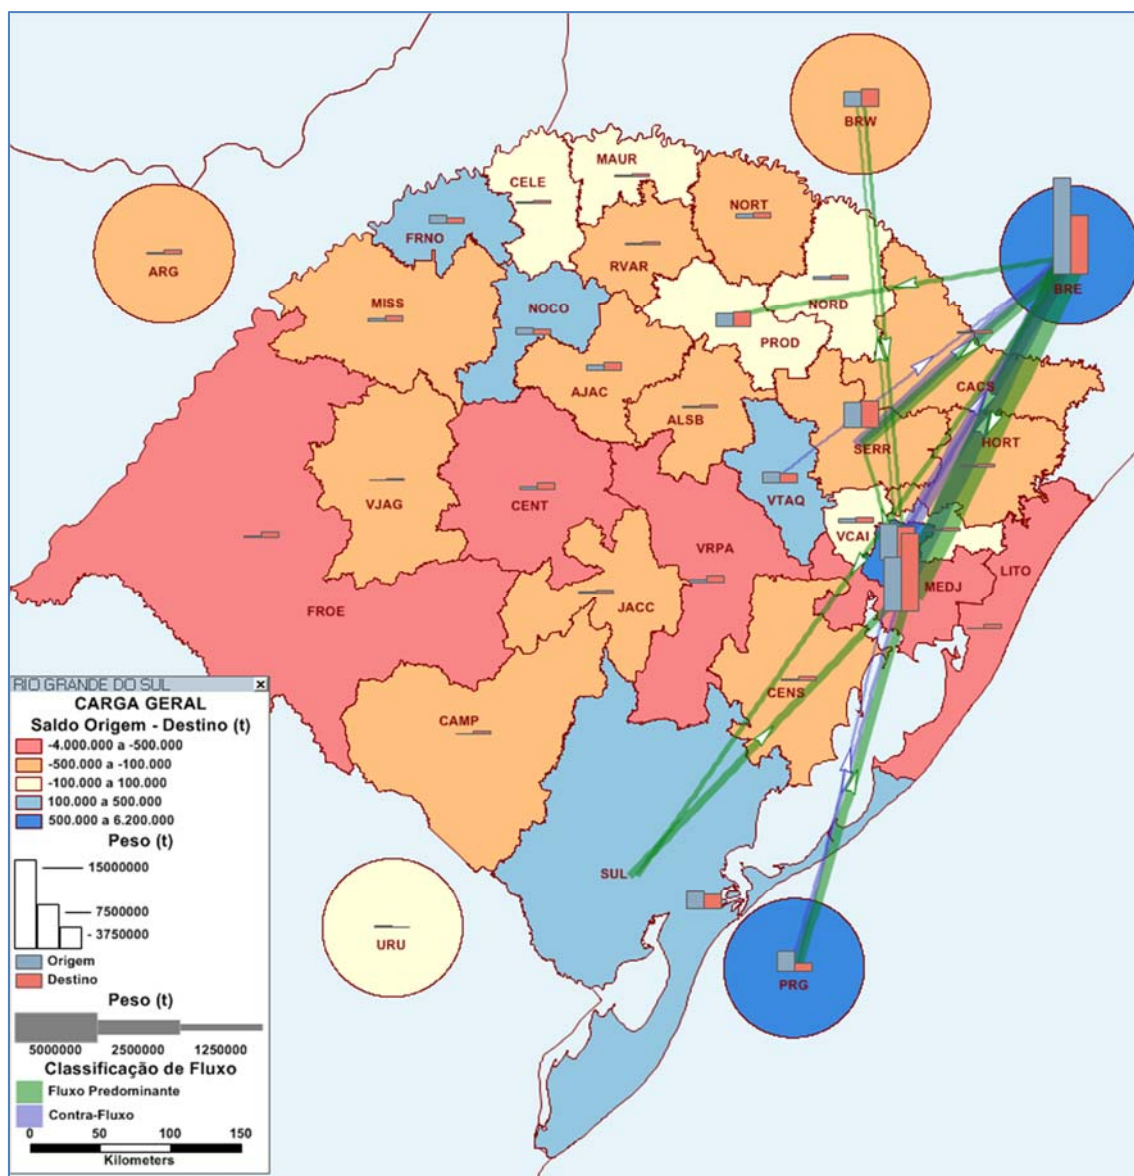 BRW
MAUR
CELE
NORT
FRNO
ARG
RVAR
BRE
MISS
NOCO
NORD
PROD
AJAC
CACS
ALSB
SERR
HORT
VTAQ
VJAG
CENT
VCAI
VRPA
LITO
MEDJ
FROE
JACC
CENS
CAMP
SUL
URU
PRG
RIO GRANDE DO SUL
CARGA GERAL
Saldo Origem - Destino (t)
-4.000.000 a -500.000
-500.000 a -100.000
-100.000 a 100.000
100.000 a 500.000
500.000 a 6.200.000
Peso (t)
15000000
7500000
3750000
Origem
Destino
Peso (t)
5000000 2500000 1250000
Classificação de Fluxo
Fluxo Predominante
Contra-Fluxo
0 50 100 150
Kilometers